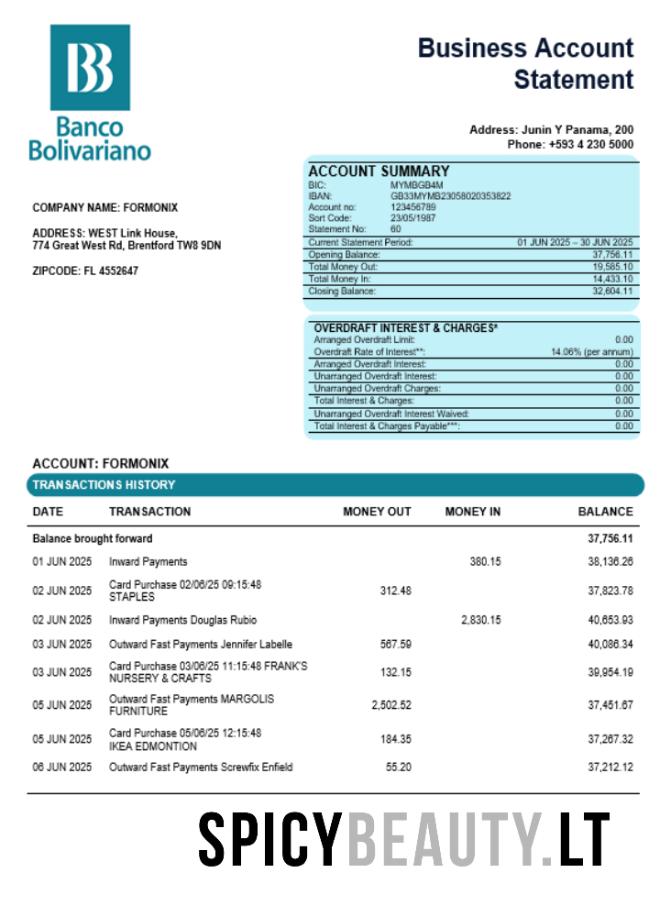 Business Account
Statement
Banco
Bolivariano
Address: Junin Y Panama, 200
Phone: +593 4 230 5000
ACCOUNT SUMMARY
BIC: MYMBGB4M
IBAN: GB33MYMB23058020353822
Account no: 123456789
Sort Code: 23/05/1987
Statement No: 60
Current Statement Period: 01 JUN 2025 – 30 JUN 2025
Opening Balance: 37,756.11
Total Money Out: 19,585.10
Total Money In: 14,433.10
Closing Balance: 32,604.11
COMPANY NAME: FORMONIX
ADDRESS: WEST Link House,
774 Great West Rd, Brentford TW8 9DN
ZIPCODE: FL 4552647
OVERDRAFT INTEREST & CHARGES*
Arranged Overdraft Limit: 0.00
Overdraft Rate of Interest**: 14.06% (per annum)
Arranged Overdraft Interest: 0.00
Unarranged Overdraft Interest: 0.00
Unarranged Overdraft Charges: 0.00
Total Interest & Charges: 0.00
Unarranged Overdraft Interest Waived: 0.00
Total Interest & Charges Payable***: 0.00
ACCOUNT: FORMONIX
TRANSACTIONS HISTORY
DATE TRANSACTION MONEY OUT MONEY IN BALANCE
Balance brought forward 37,756.11
01 JUN 2025 Inward Payments 380.15 38,136.26
02 JUN 2025 Card Purchase 02/06/25 09:15:48 312.48 37,823.78
STAPLES
02 JUN 2025 Inward Payments Douglas Rubio 2,830.15 40,653.93
03 JUN 2025 Outward Fast Payments Jennifer Labelle 567.59 40,086.34
03 JUN 2025 Card Purchase 03/06/25 11:15:48 FRANK'S 132.15 39,954.19
NURSERY & CRAFTS
05 JUN 2025 Outward Fast Payments MARGOLIS 2,502.52 37,451.67
FURNITURE
05 JUN 2025 Card Purchase 05/06/25 12:15:48 184.35 37,267.32
IKEA EDMONTION
06 JUN 2025 Outward Fast Payments Screwfix Enfield 55.20 37,212.12
SPICYBEAUTY.LT